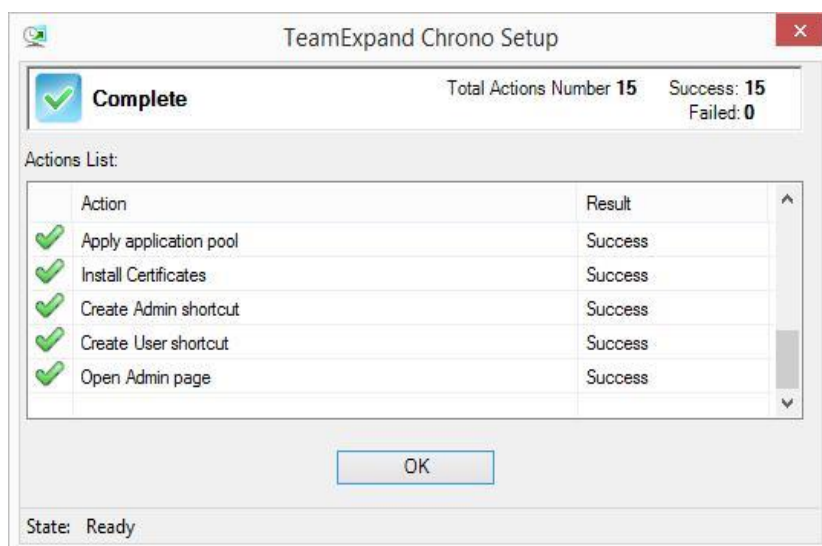 TeamExpand Chrono Setup
Complete
Total Actions Number 15
Success: 15
Failed: 0
Actions List:
Action Result
Apply application pool Success
Install Certificates Success
Create Admin shortcut Success
Create User shortcut Success
Open Admin page Success
OK
State: Ready